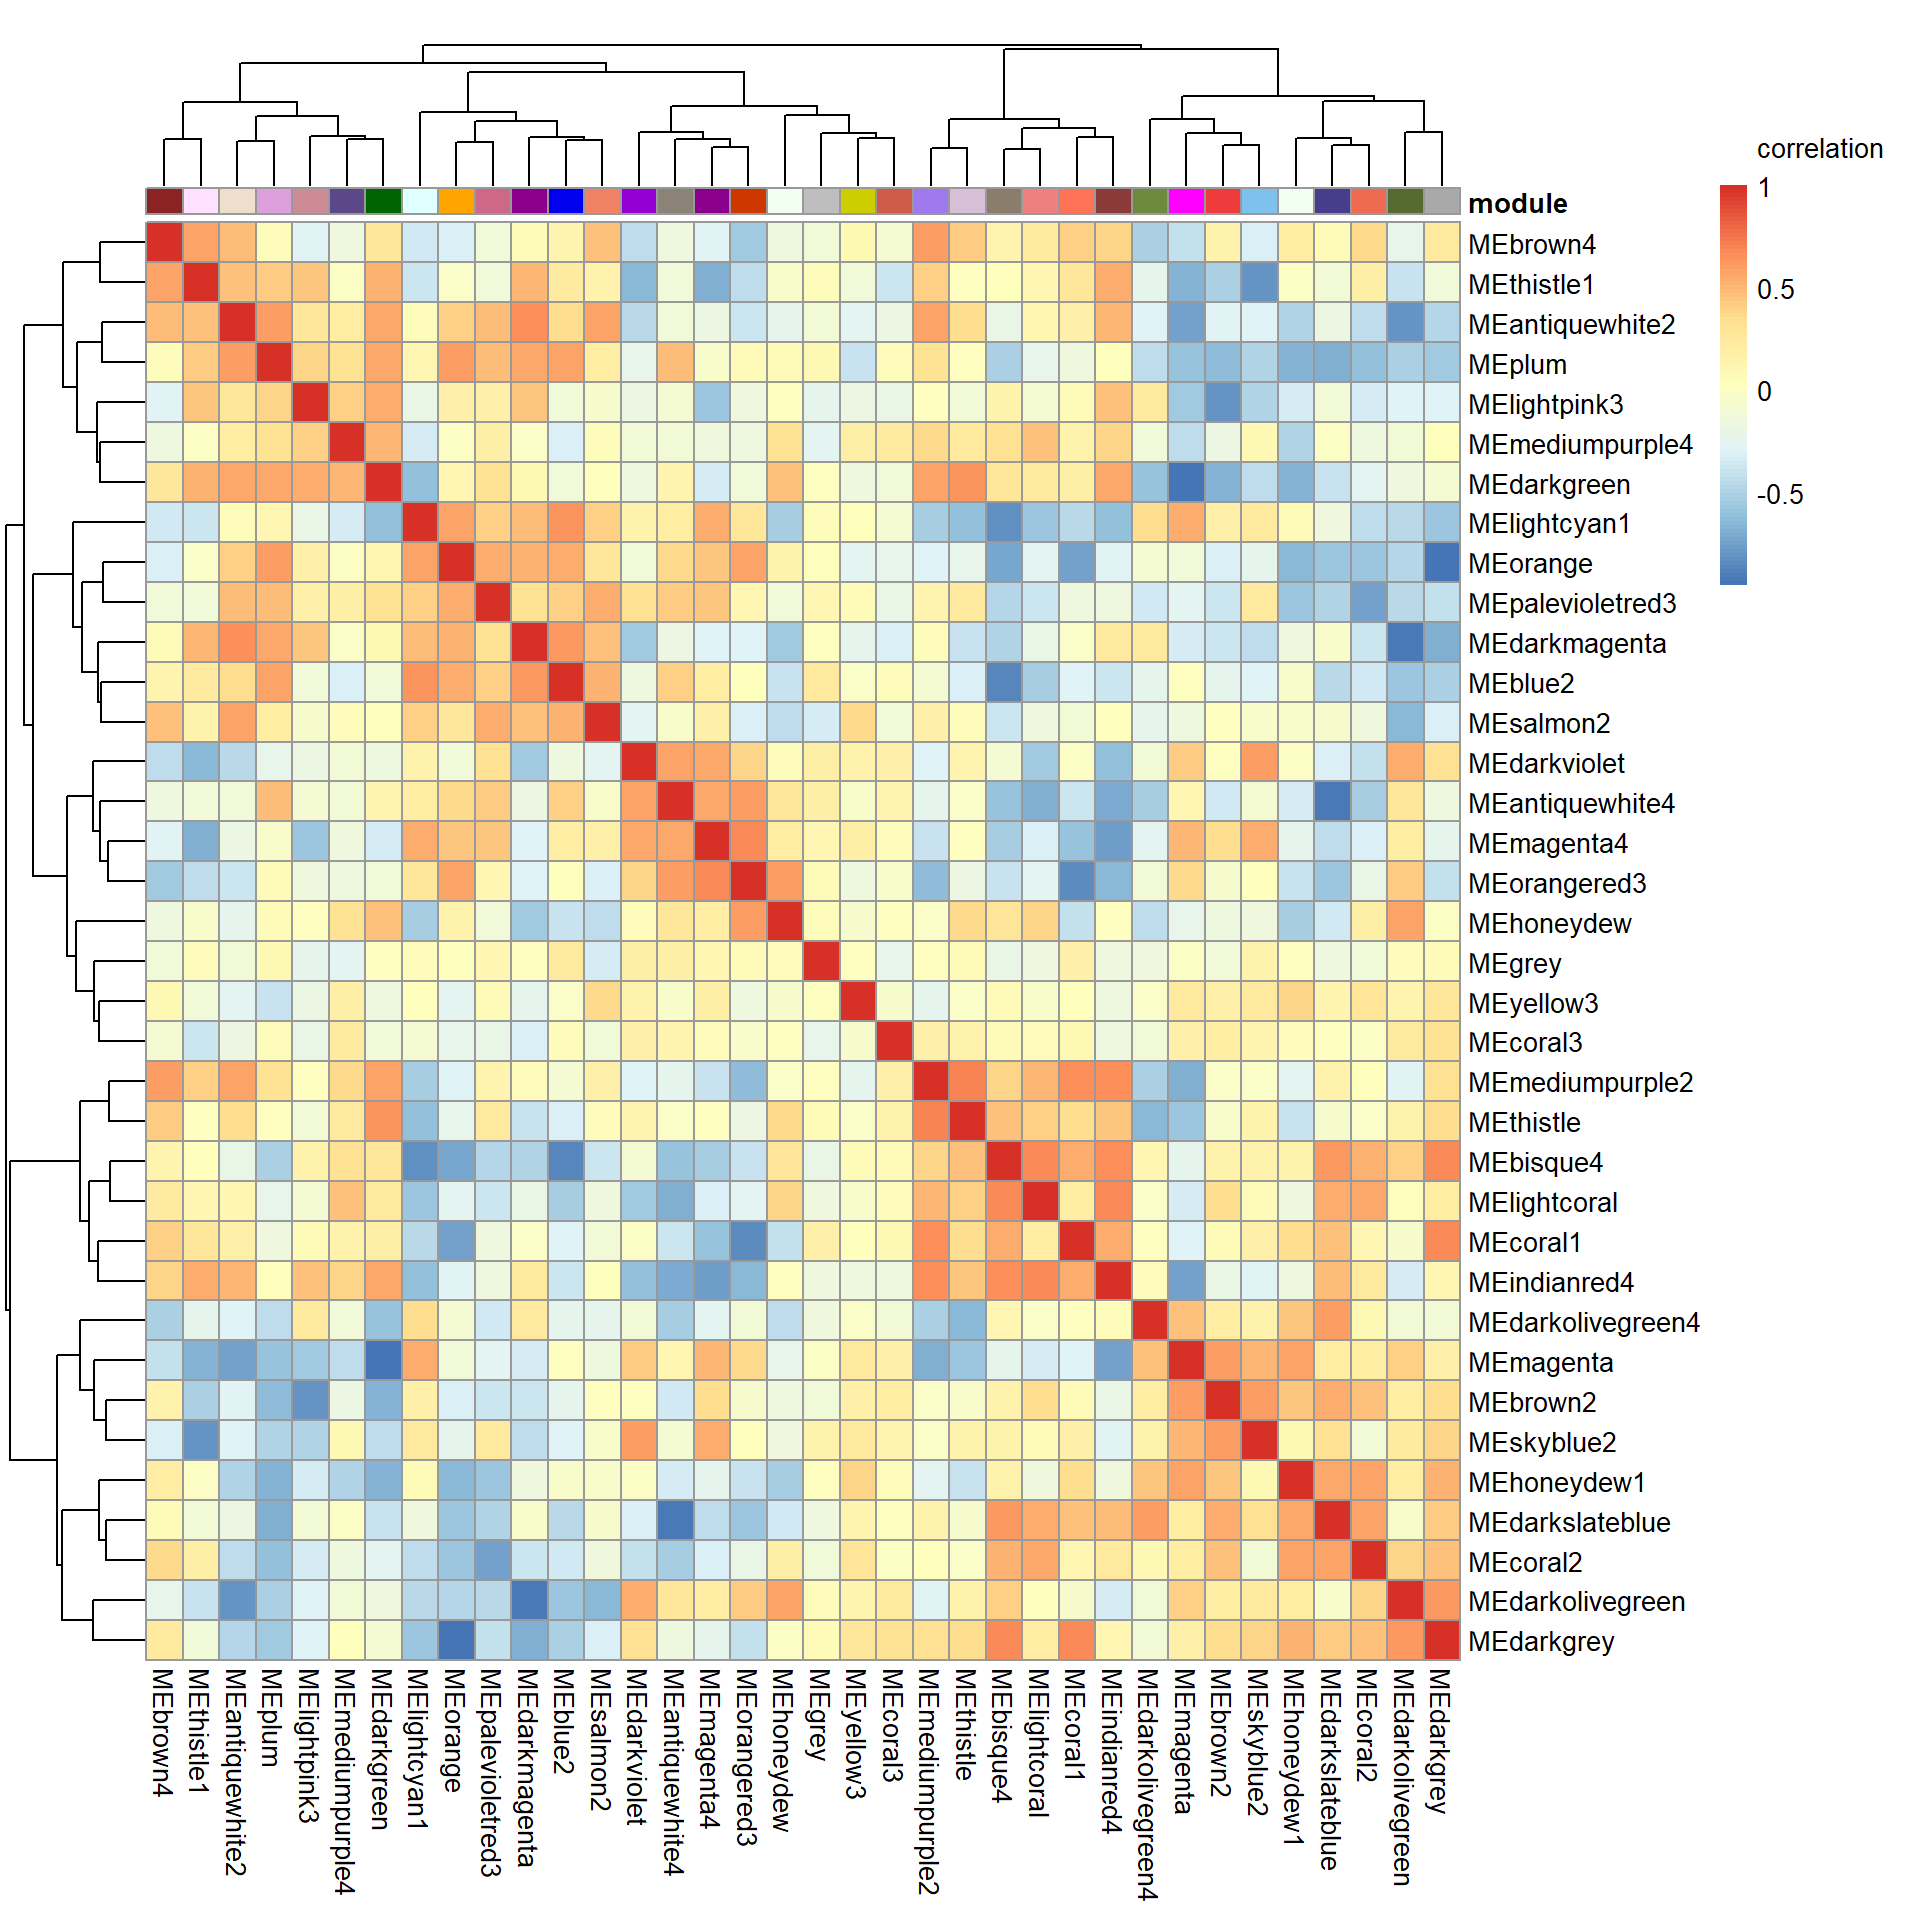 correlation
1
0.5
0
-0.5
module
MEbrown4
MEthistle1
MEantiquewhite2
MEplum
MElightpink3
MEmediumpurple4
MEdarkgreen
MElightcyan1
MEorange
MEpalevioletred3
MEdarkmagenta
MEblue2
MEsalmon2
MEdarkviolet
MEantiquewhite4
MEmagenta4
MEorangered3
MEhoneydew
MEgrey
MEyellow3
MEcoral3
MEmediumpurple2
MEthistle
MEbisque4
MElightcoral
MEcoral1
MEindianred4
MEdarkolivegreen4
MEmagenta
MEbrown2
MEskyblue2
MEhoneydew1
MEdarkslateblue
MEcoral2
MEdarkolivegreen
MEdarkgrey
MEbrown4
MEthistle1
MEantiquewhite2
MEplum
MElightpink3
MEmediumpurple4
MEdarkgreen
MElightcyan1
MEorange
MEpalevioletred3
MEdarkmagenta
MEblue2
MEsalmon2
MEdarkviolet
MEantiquewhite4
MEmagenta4
MEorangered3
MEhoneydew
MEgrey
MEyellow3
MEcoral3
MEmediumpurple2
MEthistle
MEbisque4
MElightcoral
MEcoral1
MEindianred4
MEdarkolivegreen4
MEmagenta
MEbrown2
MEskyblue2
MEhoneydew1
MEdarkslateblue
MEcoral2
MEdarkolivegreen
MEdarkgrey